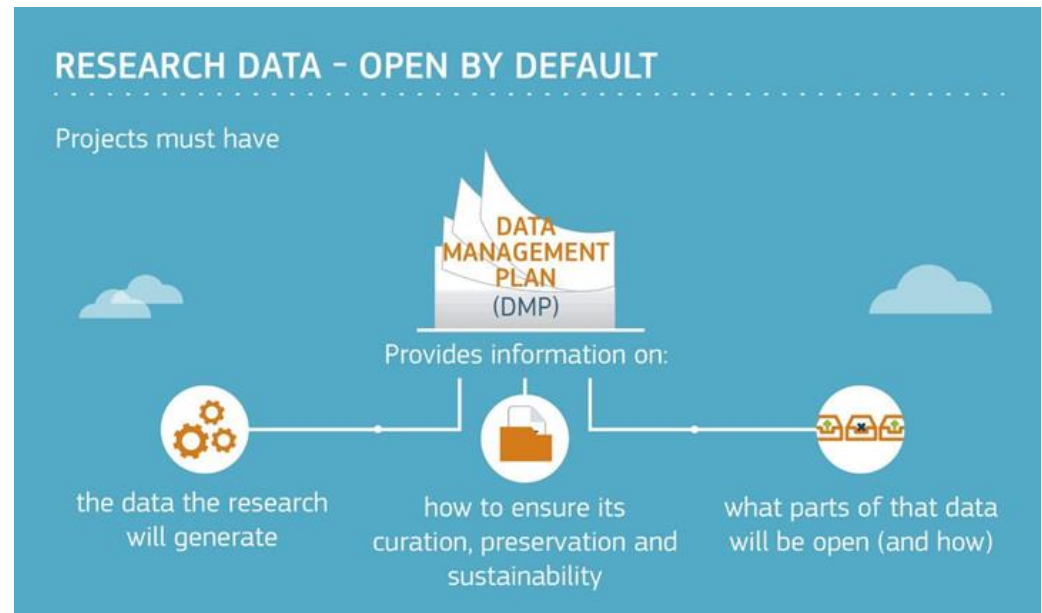 RESEARCH DATA – OPEN BY DEFAULT
Projects must have
DATA
MANAGEMENT
PLAN
(DMP)
Provides information on:
the data the research
will generate
how to ensure its
curation, preservation and
sustainability
what parts of that data
will be open (and how)